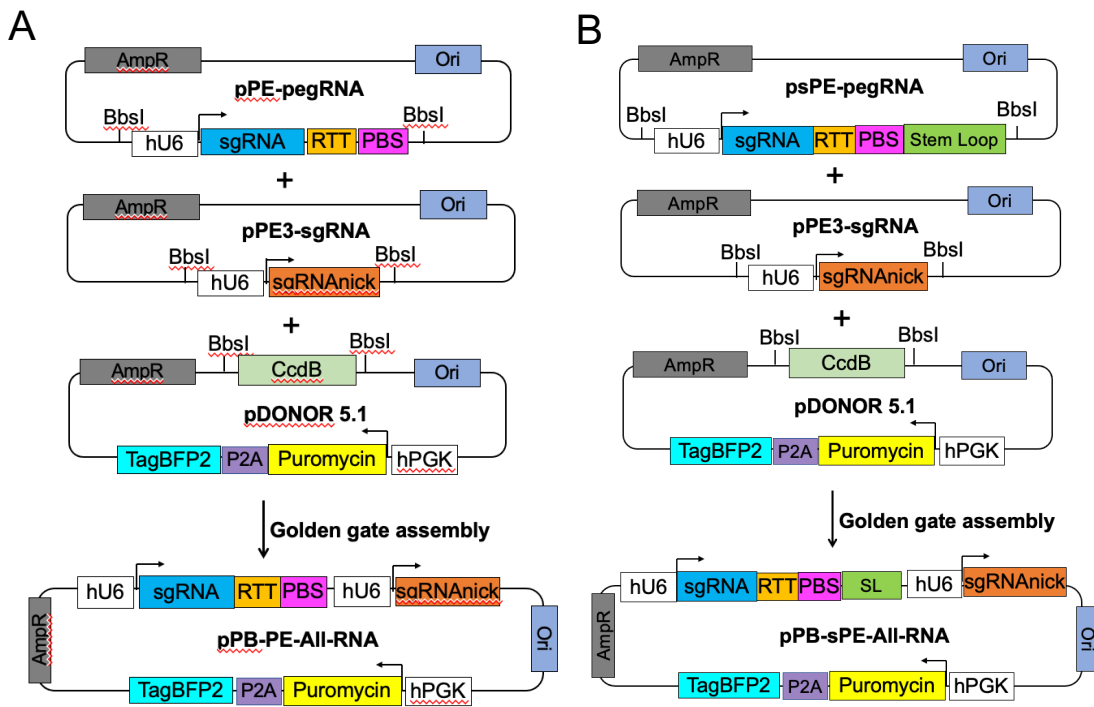 A
AmpR
Ori
pPE-pegRNA
BbsI
BbsI
hU6
sgRNA
RTT
PBS
+
AmpR
Ori
pPE3-sgRNA
BbsI
BbsI
hU6
sgRNAnick
+
BbsI
BbsI
AmpR
CcdB
Ori
pDONOR 5.1
TagBFP2
P2A
Puromycin
hPGK
Golden gate assembly
hU6
sgRNA
RTT
PBS
hU6
sgRNAnick
AmpR
pPB-PE-All-RNA
Ori
TagBFP2
P2A
Puromycin
hPGK
B
AmpR
Ori
psPE-pegRNA
BbsI
BbsI
hU6
sgRNA
RTT
PBS
Stem Loop
+
AmpR
Ori
pPE3-sgRNA
BbsI
BbsI
hU6
sgRNAnick
+
BbsI
BbsI
AmpR
CcdB
Ori
pDONOR 5.1
TagBFP2
P2A
Puromycin
hPGK
Golden gate assembly
hU6
sgRNA
RTT
PBS
SL
hU6
sgRNAnick
AmpR
pPB-sPE-All-RNA
Ori
TagBFP2
P2A
Puromycin
hPGK